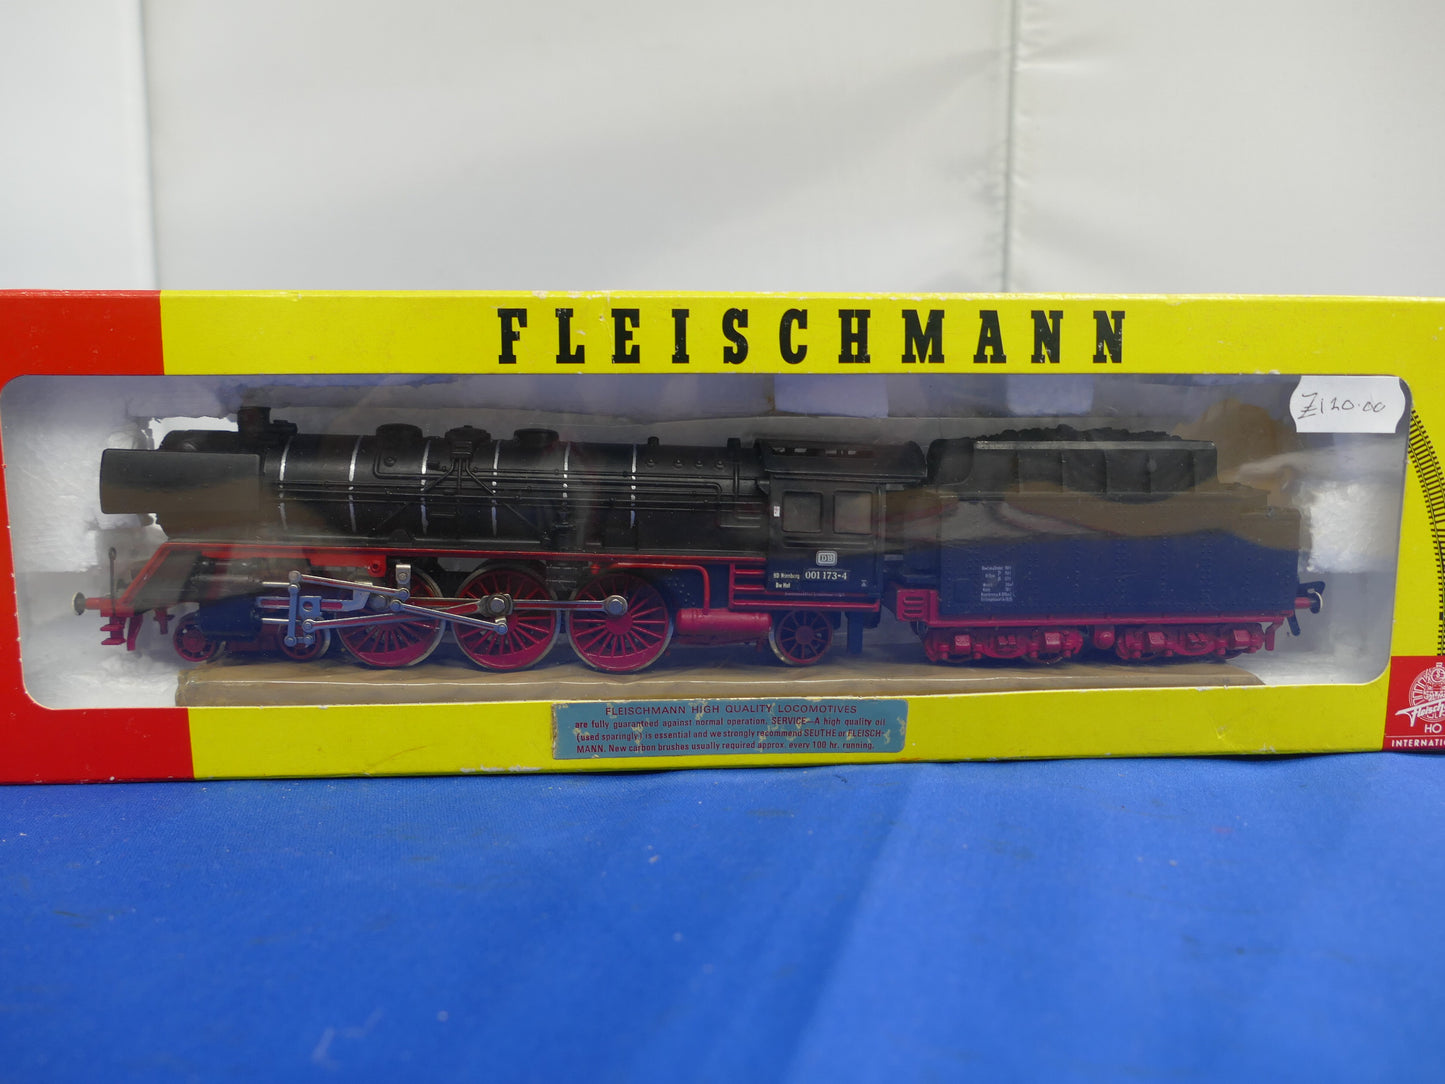 FLEISCHMANN
£120.00
DB
BD Nürnberg 001 173-4
Bw Hof
FLEISCHMANN HIGH QUALITY LOCOMOTIVES
are fully guaranteed against normal operation. SERVICE—A high quality oil
(used sparingly) is essential and we strongly recommend SEUTHE or FLEISCH-
MANN. New carbon brushes usually required approx. every 100 hr. running.
HO